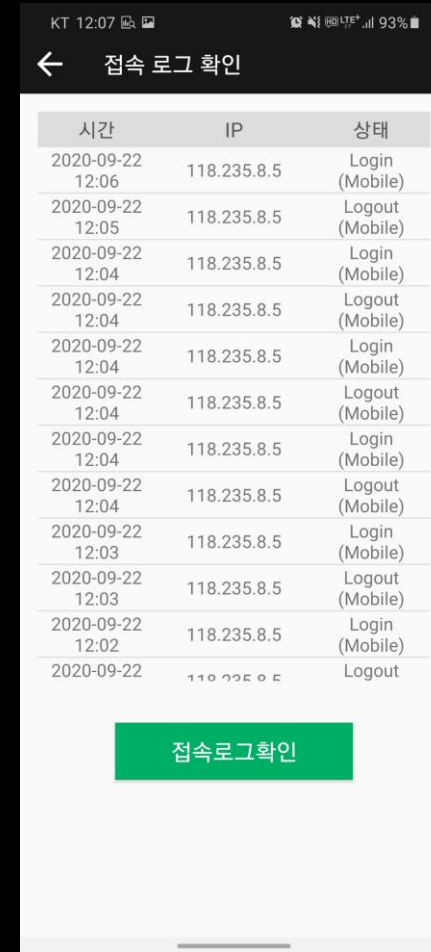 KT 12:07 LTE+ 93%
접속 로그 확인
시간 IP 상태
2020-09-22 Login
12:06 118.235.8.5 (Mobile)
2020-09-22 Logout
12:05 118.235.8.5 (Mobile)
2020-09-22 Login
12:04 118.235.8.5 (Mobile)
2020-09-22 Logout
12:04 118.235.8.5 (Mobile)
2020-09-22 Login
12:04 118.235.8.5 (Mobile)
2020-09-22 Logout
12:04 118.235.8.5 (Mobile)
2020-09-22 Login
12:04 118.235.8.5 (Mobile)
2020-09-22 Logout
12:04 118.235.8.5 (Mobile)
2020-09-22 Login
12:03 118.235.8.5 (Mobile)
2020-09-22 Logout
12:03 118.235.8.5 (Mobile)
2020-09-22 Login
12:02 118.235.8.5 (Mobile)
2020-09-22 Logout
접속로그확인